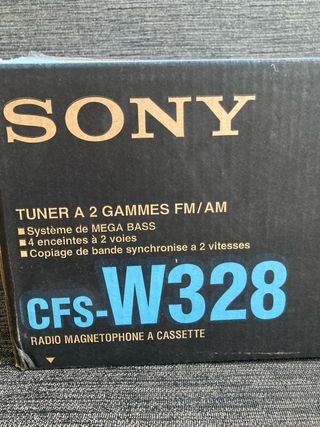 SONY
TUNER A 2 GAMMES FM/AM
■ Système de MEGA BASS
■ 4 enceintes à 2 voies
■ Copiage de bande synchronise a 2 vitesses
CFS-W328
RADIO MAGNETOPHONE A CASSETTE